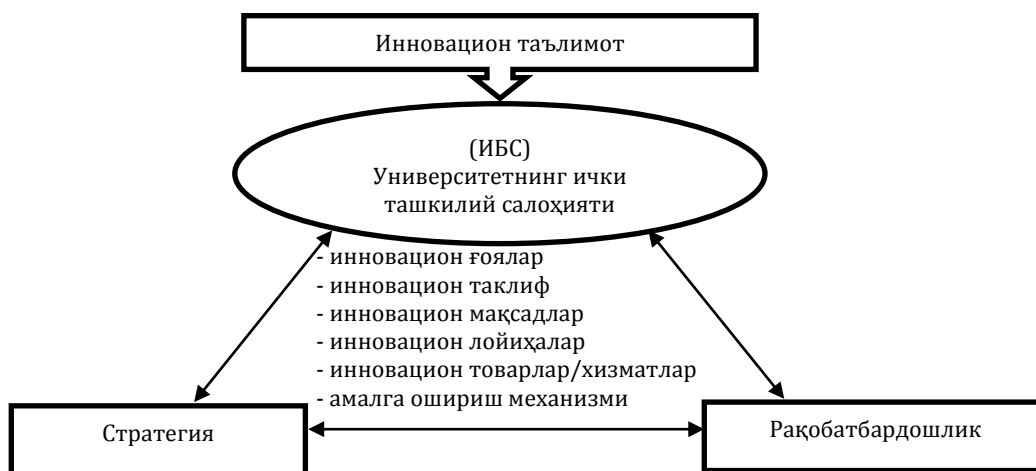 Инновацион таълимот
(ИБС)
Университетнинг ички
ташкилий салоҳияти
- инновацион ғоялар
- инновацион таклиф
- инновацион мақсадлар
- инновацион лойиҳалар
- инновацион товарлар/хизматлар
- амалга ошириш механизми
Стратегия
Рақобатбардошлик